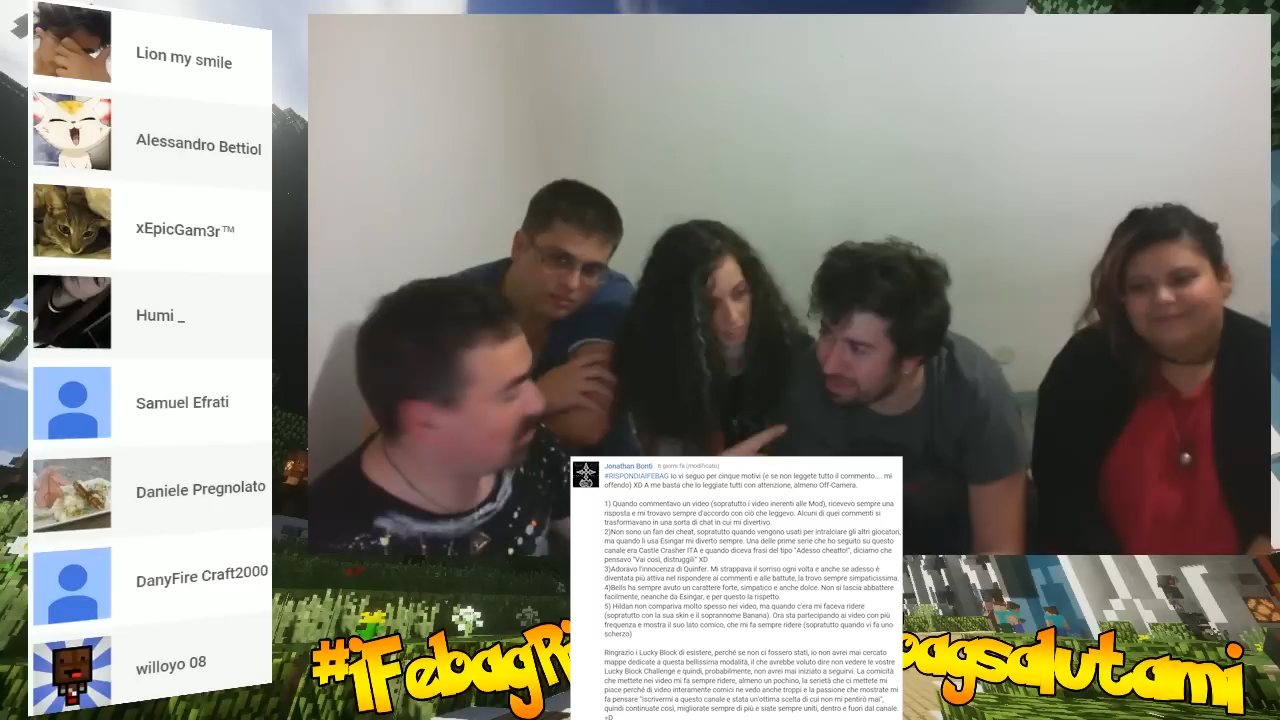 Lion my smile
Alessandro Bettiol
xEpicGam3r™
Humi _
Samuel Efrati
Daniele Pregnolato
DanyFire Craft2000
willoyo 08
Jonathan Bonti 6 giorni fa (modificato)
#RISPONDIAIFEBAG Io vi seguo per cinque motivi (e se non leggete tutto il commento.... mi
offendo) XD A me basta che lo leggiate tutti con attenzione, almeno Off-Camera.
1) Quando commentavo un video (sopratutto i video inerenti alle Mod), ricevevo sempre una
risposta e mi trovavo sempre d'accordo con ciò che leggevo. Alcuni di quei commenti si
trasformavano in una sorta di chat in cui mi divertivo.
2)Non sono un fan dei cheat, sopratutto quando vengono usati per intralciare gli altri giocatori,
ma quando li usa Esingar mi diverto sempre. Una delle prime serie che ho seguito su questo
canale era Castle Crasher ITA e quando diceva frasi del tipo "Adesso cheatto!", diciamo che
pensavo "Vai così, distruggili" XD
3)Adoravo l'innocenza di Quinfer. Mi strappava il sorriso ogni volta e anche se adesso è
diventata più attiva nel rispondere ai commenti e alle battute, la trovo sempre simpaticissima.
4)Bells ha sempre avuto un carattere forte, simpatico e anche dolce. Non si lascia abbattere
facilmente, neanche da Esingar, e per questo la rispetto.
5) Hildan non compariva molto spesso nei video, ma quando c'era mi faceva ridere
(sopratutto con la sua skin e il soprannome Banana). Ora sta partecipando ai video con più
frequenza e mostra il suo lato comico, che mi fa sempre ridere (sopratutto quando vi fa uno
scherzo)
Ringrazio i Lucky Block di esistere, perché se non ci fossero stati, io non avrei mai cercato
mappe dedicate a questa bellissima modalità, il che avrebbe voluto dire non vedere le vostre
Lucky Block Challenge e quindi, probabilmente, non avrei mai iniziato a seguirvi. La comicità
che mettete nei video mi fa sempre ridere, almeno un pochino, la serietà che ci mettete mi
piace perchè di video interamente comici ne vedo anche troppi e la passione che mostrate mi
fa pensare "iscrivermi a questo canale e stata un'ottima scelta di cui non mi pentirò mai",
quindi continuate così, migliorate sempre di più e siate sempre uniti, dentro e fuori dal canale.
=D
#iFebagRi
bagsalutami